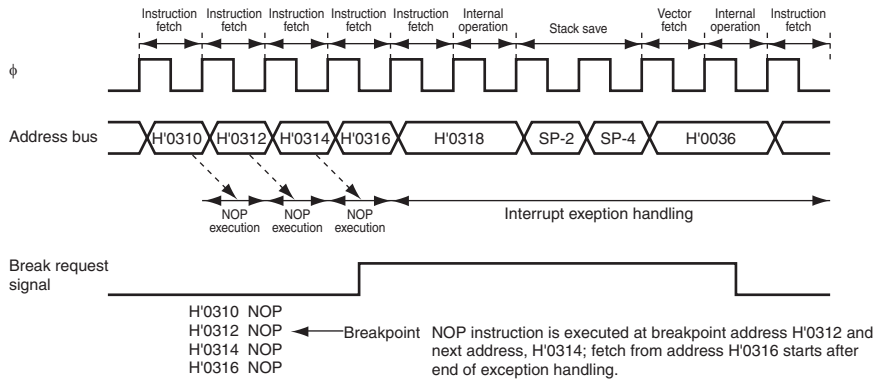 Instruction fetch Instruction fetch Instruction fetch Instruction fetch Instruction fetch Internal operation Stack save Vector fetch Internal operation Instruction fetch
φ
Address bus H'0310 H'0312 H'0314 H'0316 H'0318 SP-2 SP-4 H'0036
NOP execution NOP execution NOP execution Interrupt exeption handling
Break request
signal
H'0310 NOP
H'0312 NOP Breakpoint NOP instruction is executed at breakpoint address H'0312 and
H'0314 NOP next address, H'0314; fetch from address H'0316 starts after
H'0316 NOP end of exception handling.